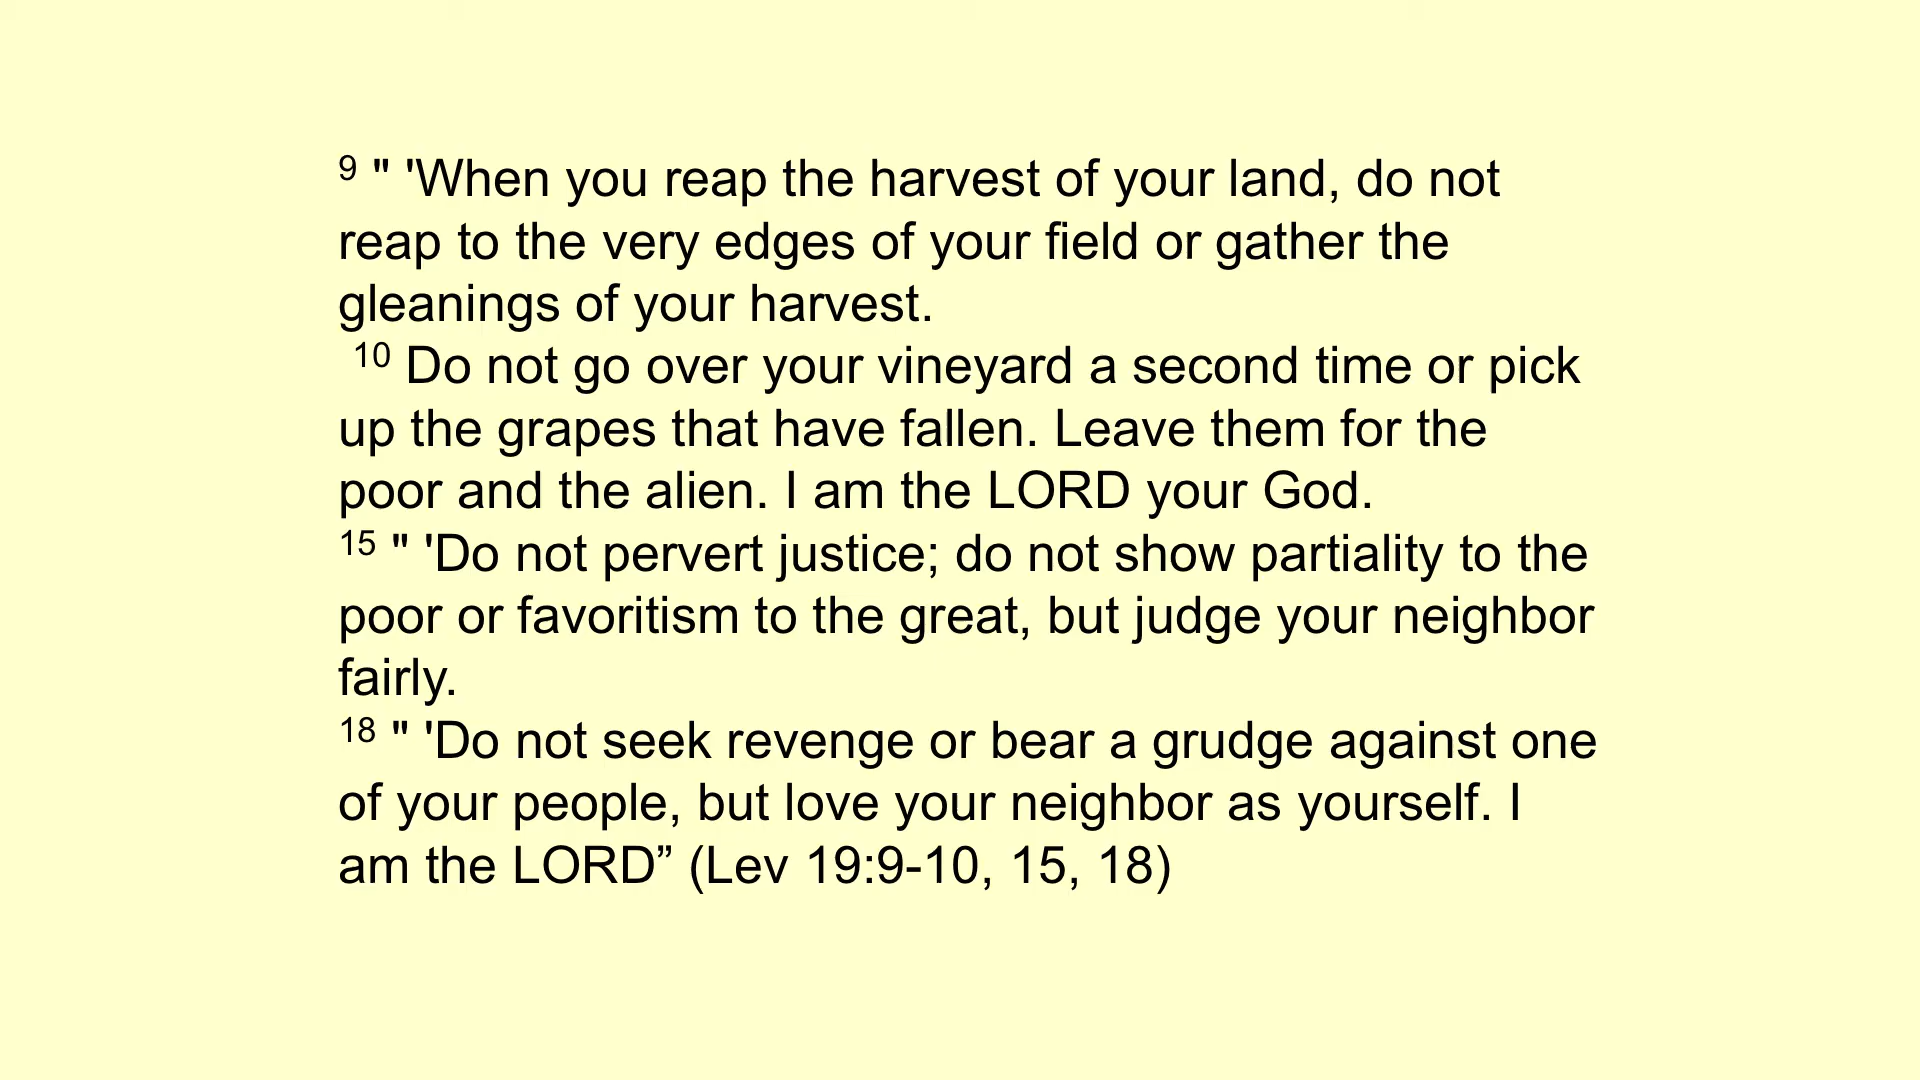 9 " 'When you reap the harvest of your land, do not
reap to the very edges of your field or gather the
gleanings of your harvest.
10 Do not go over your vineyard a second time or pick
up the grapes that have fallen. Leave them for the
poor and the alien. I am the LORD your God.
15 " 'Do not pervert justice; do not show partiality to the
poor or favoritism to the great, but judge your neighbor
fairly.
18 " 'Do not seek revenge or bear a grudge against one
of your people, but love your neighbor as yourself. I
am the LORD” (Lev 19:9-10, 15, 18)